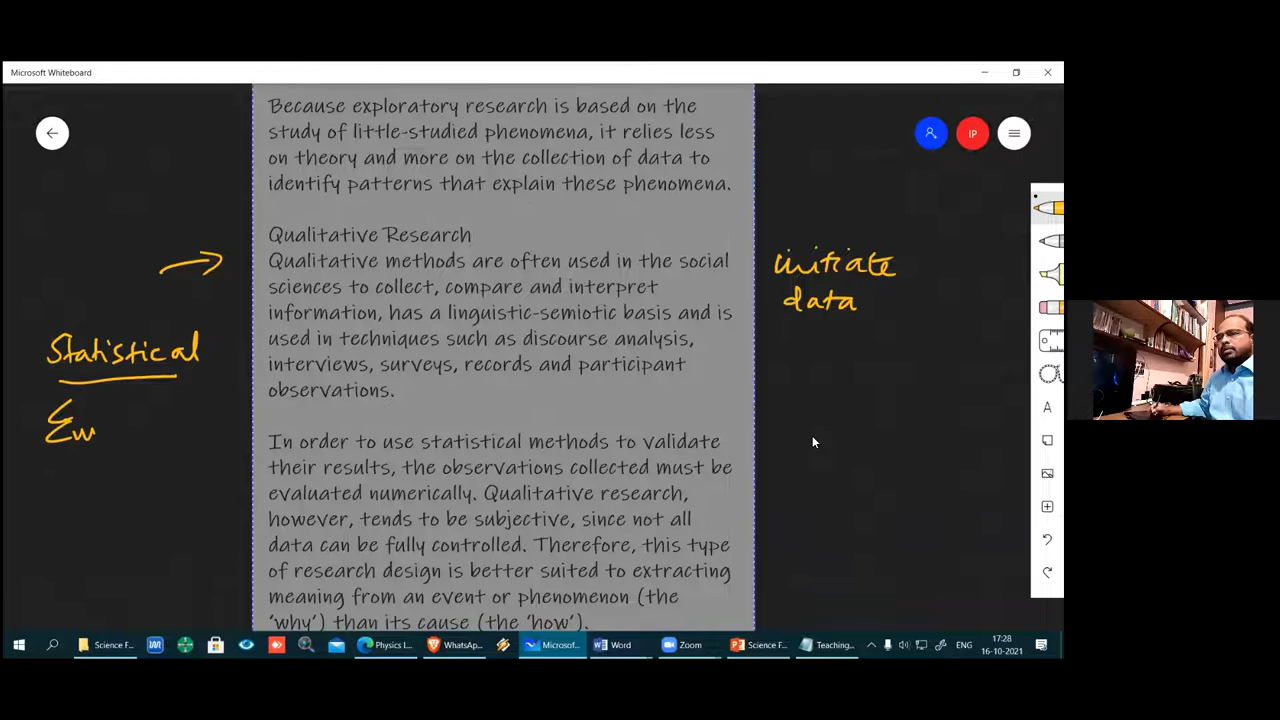 Microsoft Whiteboard
IP
Because exploratory research is based on the
study of little-studied phenomena, it relies less
on theory and more on the collection of data to
identify patterns that explain these phenomena.
Qualitative Research
Qualitative methods are often used in the social
sciences to collect, compare and interpret
information, has a linguistic-semiotic basis and is
used in techniques such as discourse analysis,
interviews, surveys, records and participant
observations.
In order to use statistical methods to validate
their results, the observations collected must be
evaluated numerically. Qualitative research,
however, tends to be subjective, since not all
data can be fully controlled. Therefore, this type
of research design is better suited to extracting
meaning from an event or phenomenon (the
'why') than its cause (the 'how').
initiate
data
Statistical
A
Science F...
Physics L...
WhatsAp...
Microsof...
Word
Zoom
Science F...
Teaching...
ENG
17:28
16-10-2021